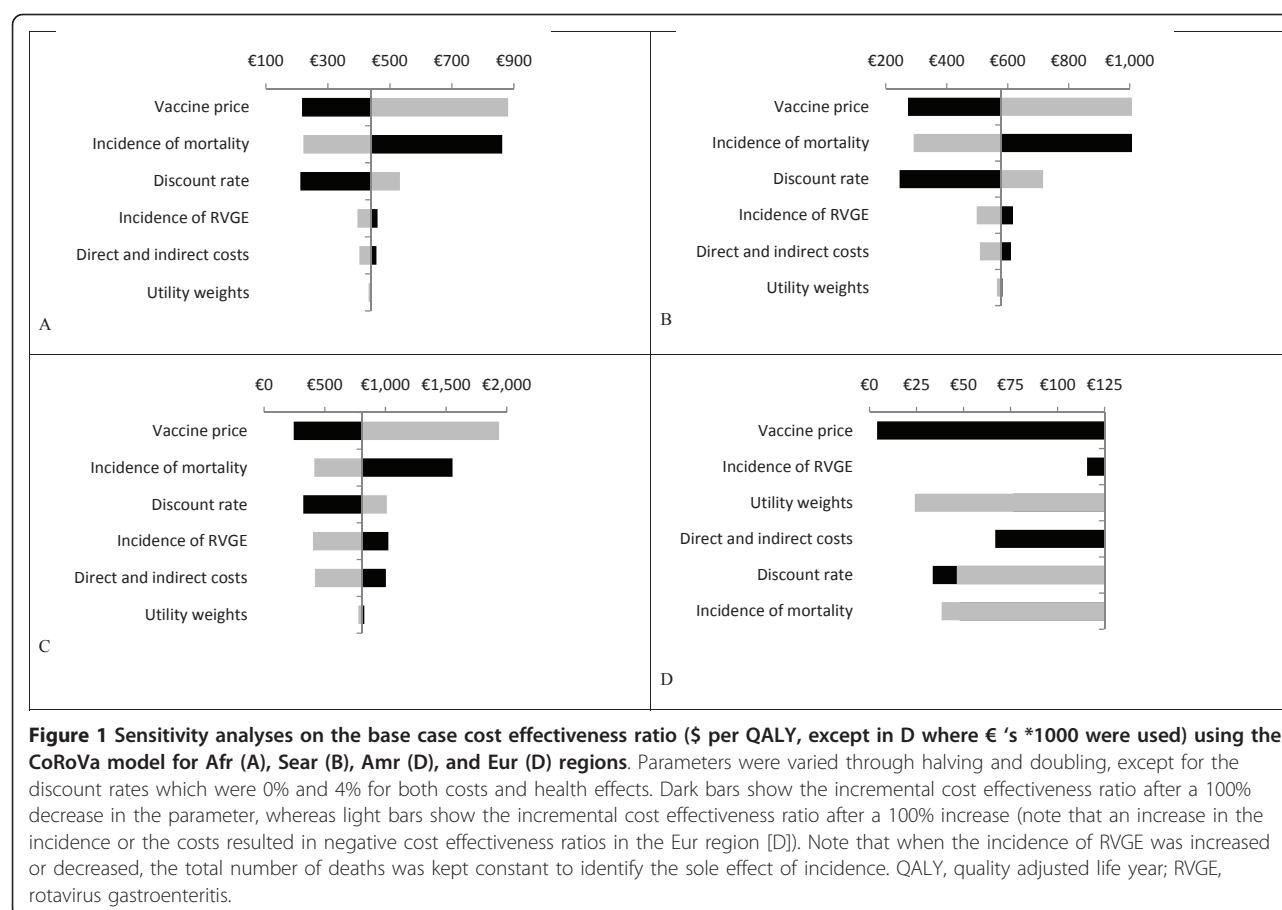 €100 €300 €500 €700 €900
Vaccine price
Incidence of mortality
Discount rate
Incidence of RVGE
Direct and indirect costs
Utility weights
A
€200 €400 €600 €800 €1,000
Vaccine price
Incidence of mortality
Discount rate
Incidence of RVGE
Direct and indirect costs
Utility weights
B
€0 €500 €1,000 €1,500 €2,000
Vaccine price
Incidence of mortality
Discount rate
Incidence of RVGE
Direct and indirect costs
Utility weights
C
€0 €25 €50 €75 €100 €125
Vaccine price
Incidence of RVGE
Utility weights
Direct and indirect costs
Discount rate
Incidence of mortality
D
Figure 1 Sensitivity analyses on the base case cost effectiveness ratio ($ per QALY, except in D where € 's *1000 were used) using the
CoRoVa model for Afr (A), Sear (B), Amr (D), and Eur (D) regions. Parameters were varied through halving and doubling, except for the
discount rates which were 0% and 4% for both costs and health effects. Dark bars show the incremental cost effectiveness ratio after a 100%
decrease in the parameter, whereas light bars show the incremental cost effectiveness ratio after a 100% increase (note that an increase in the
incidence or the costs resulted in negative cost effectiveness ratios in the Eur region [D]). Note that when the incidence of RVGE was increased
or decreased, the total number of deaths was kept constant to identify the sole effect of incidence. QALY, quality adjusted life year; RVGE,
rotavirus gastroenteritis.